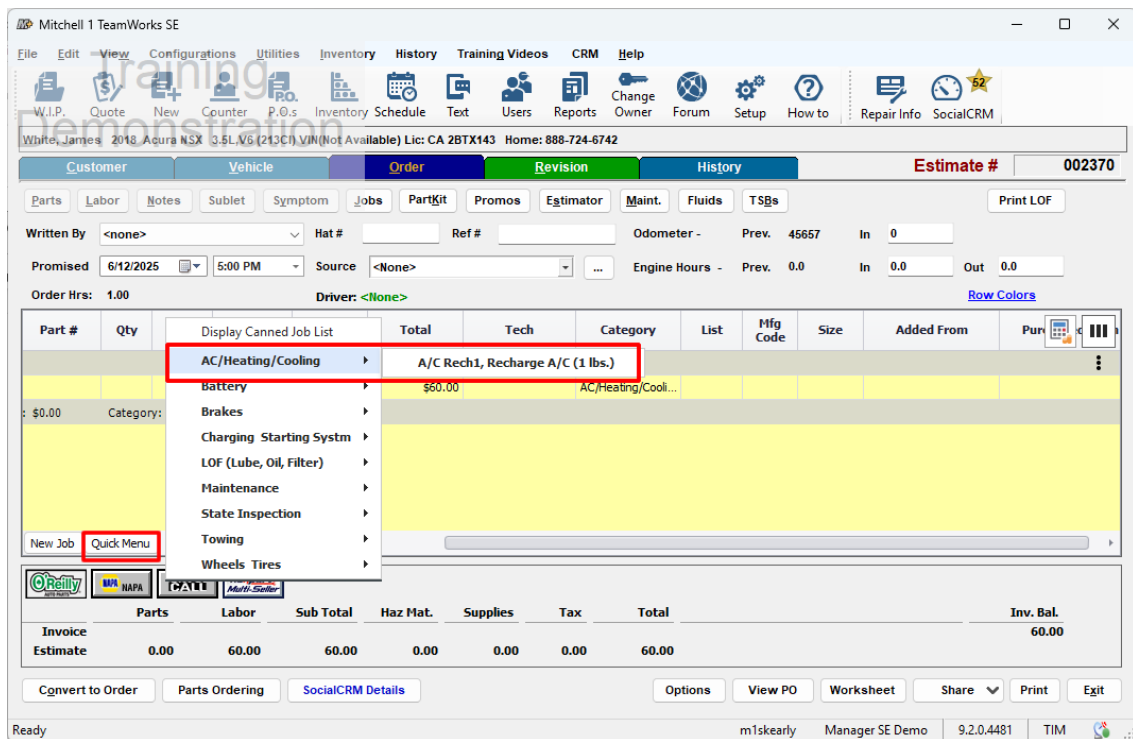 Mitchell 1 TeamWorks SE
File Edit View Configurations Utilities Inventory History Training Videos CRM Help
Training
Demonstration
W.I.P. Quote New Counter P.O.s Inventory Schedule Text Users Reports Change Owner Forum Setup How to Repair Info SocialCRM
52
White, James 2018 Acura NSX 3.5L,V6 (213CI) VIN(Not Available) Lic: CA 2BTX143 Home: 888-724-6742
Customer Vehicle Order Revision History Estimate # 002370
Parts Labor Notes Sublet Symptom Jobs PartKit Promos Estimator Maint. Fluids TSBs Print LOF
Written By <none> Hat # Ref # Odometer - Prev. 45657 In 0
Promised 6/12/2025 5:00 PM Source <None> ... Engine Hours - Prev. 0.0 In 0.0 Out 0.0
Order Hrs: 1.00 Driver: <None> Row Colors
Part # Qty Total Tech Category List Mfg Code Size Added From
Display Canned Job List
AC/Heating/Cooling A/C Rech1, Recharge A/C (1 lbs.)
Battery $60.00 AC/Heating/Cooli...
: $0.00 Category: Brakes
Charging Starting Systm
LOF (Lube, Oil, Filter)
Maintenance
State Inspection
New Job Quick Menu Towing
Wheels Tires
O'Reilly AUTO PARTS NAPA NAPA Multi-Seller
Parts Labor Sub Total Haz Mat. Supplies Tax Total Inv. Bal.
Invoice 60.00
Estimate 0.00 60.00 60.00 0.00 0.00 0.00 60.00
Convert to Order Parts Ordering SocialCRM Details Options View PO Worksheet Share Print Exit
Ready m1skearly Manager SE Demo 9.2.0.4481 TIM